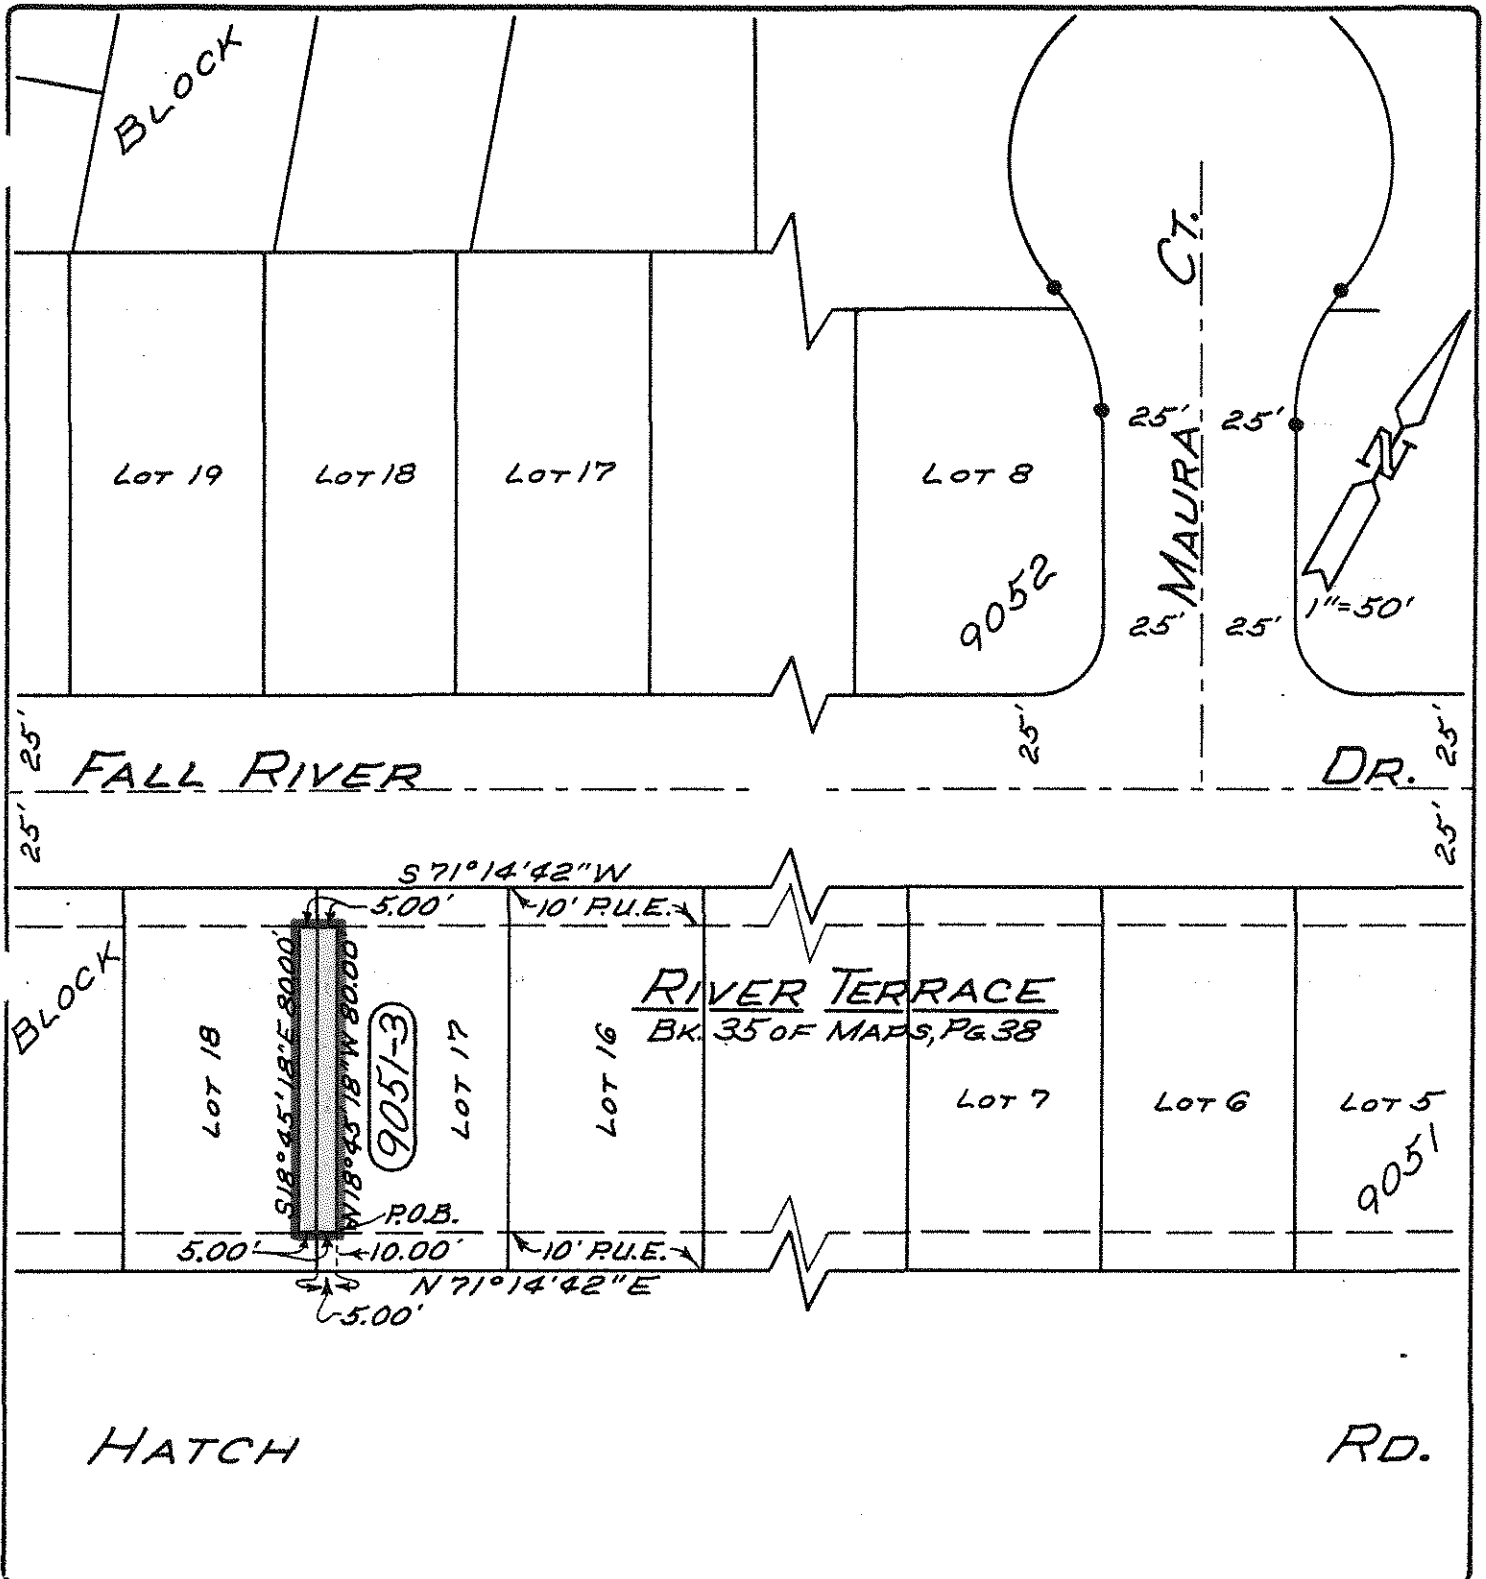 BLOCK
MAURA CT.
25' 25'
LOT 19 LOT 18 LOT 17 LOT 8
N
9052
25' 25' 1"=50'
25' 25' 25'
FALL RIVER DR.
25' 25'
S 71°14'42"W
5.00' 10' P.U.E.
BLOCK
LOT 18
S18°45'18"E 80.00'
N18°45'18"W 80.00
9051-3
LOT 17
LOT 16
RIVER TERRACE
BK. 35 OF MAPS, PG. 38
LOT 7 LOT 6 LOT 5
9051
P.O.B.
5.00' 10.00' 10' P.U.E.
N 71°14'42"E
5.00'
HATCH RD.